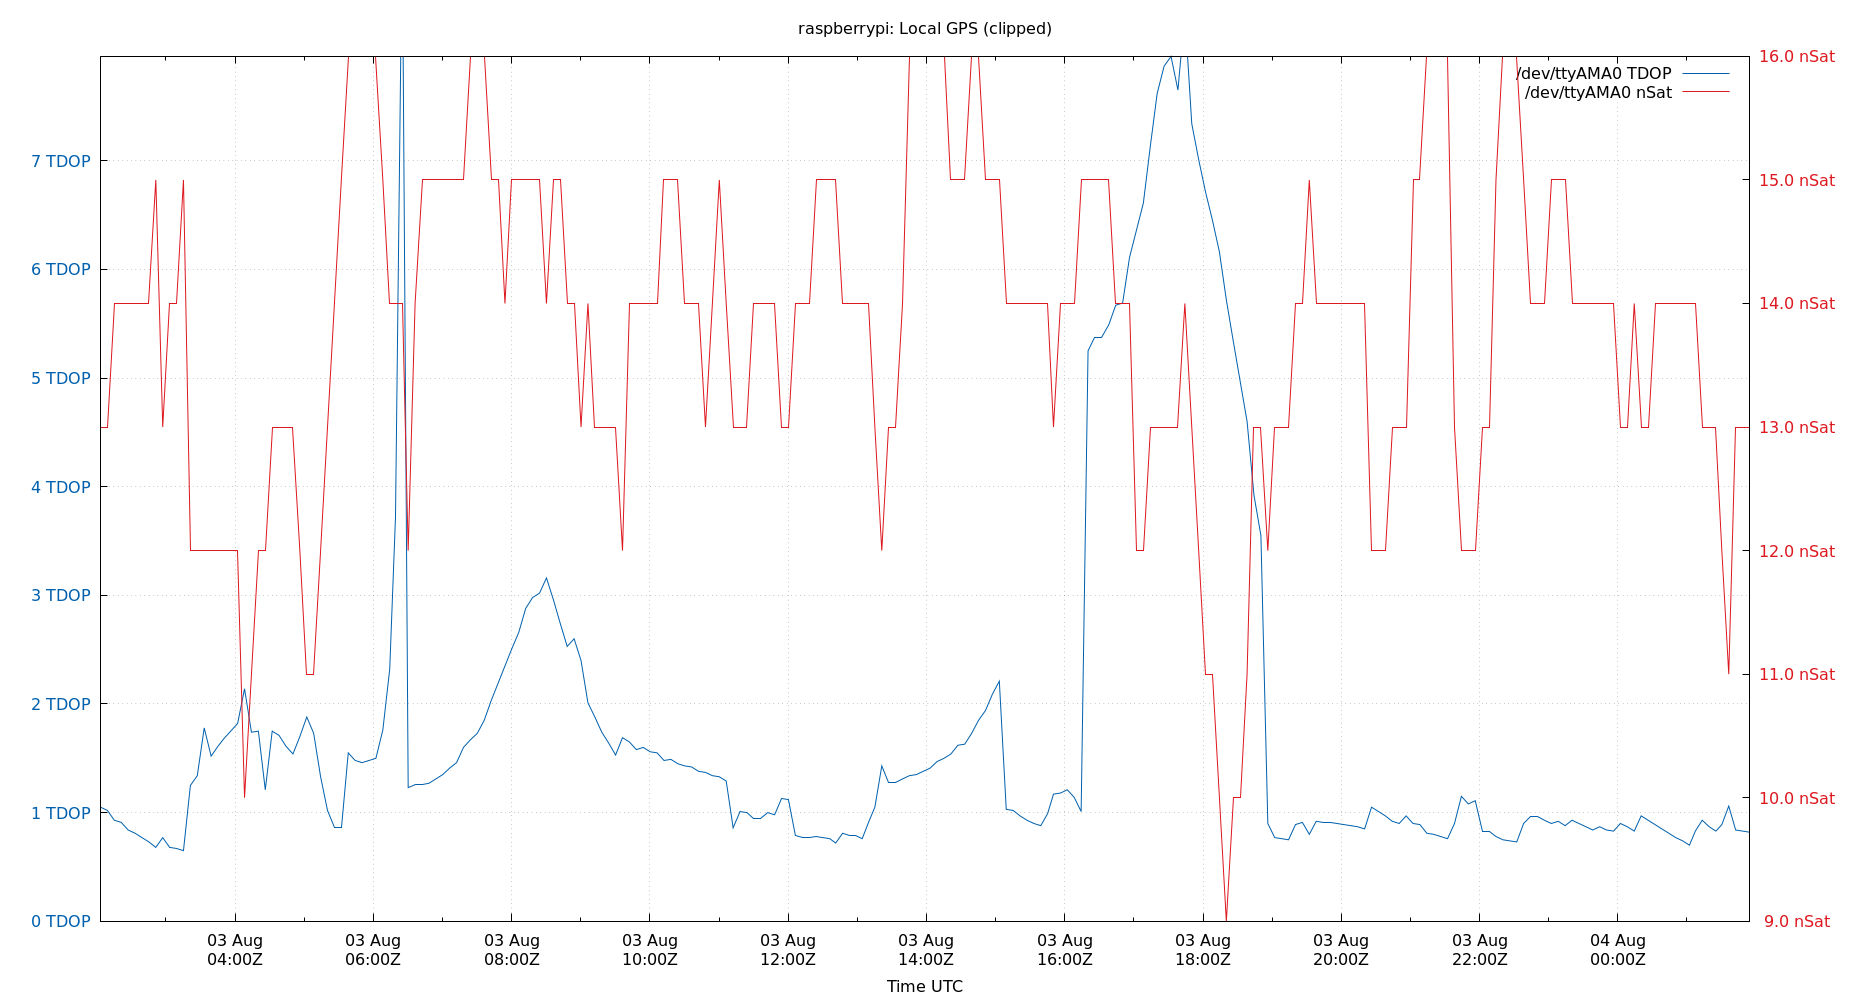 raspberrypi: Local GPS (clipped)
16.0 nSat
/dev/ttyAMA0 TDOP
/dev/ttyAMA0 nSat
7 TDOP
15.0 nSat
6 TDOP
14.0 nSat
5 TDOP
13.0 nSat
4 TDOP
12.0 nSat
3 TDOP
11.0 nSat
2 TDOP
10.0 nSat
1 TDOP
0 TDOP
9.0 nSat
03 Aug 03 Aug 03 Aug 03 Aug 03 Aug 03 Aug 03 Aug 03 Aug 03 Aug 03 Aug 04 Aug
04:00Z 06:00Z 08:00Z 10:00Z 12:00Z 14:00Z 16:00Z 18:00Z 20:00Z 22:00Z 00:00Z
Time UTC